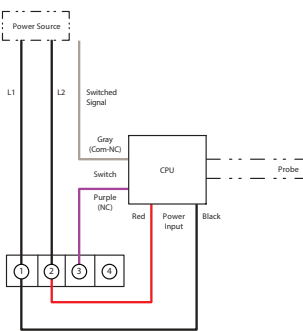 Power Source
L1
L2
Switched
Signal
Gray
(Com-NC)
Switch
CPU
Probe
Purple
(NC)
Red
Power
Input
Black
1
2
3
4